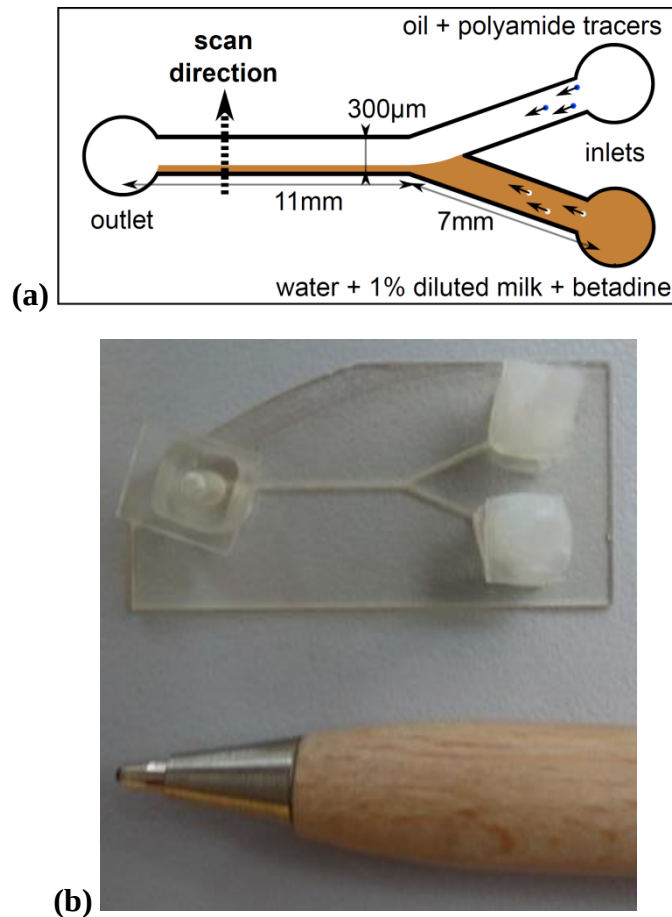 oil + polyamide tracers
scan
direction
300µm
inlets
outlet
11mm
7mm
(a)
water + 1% diluted milk + betadine
(b)